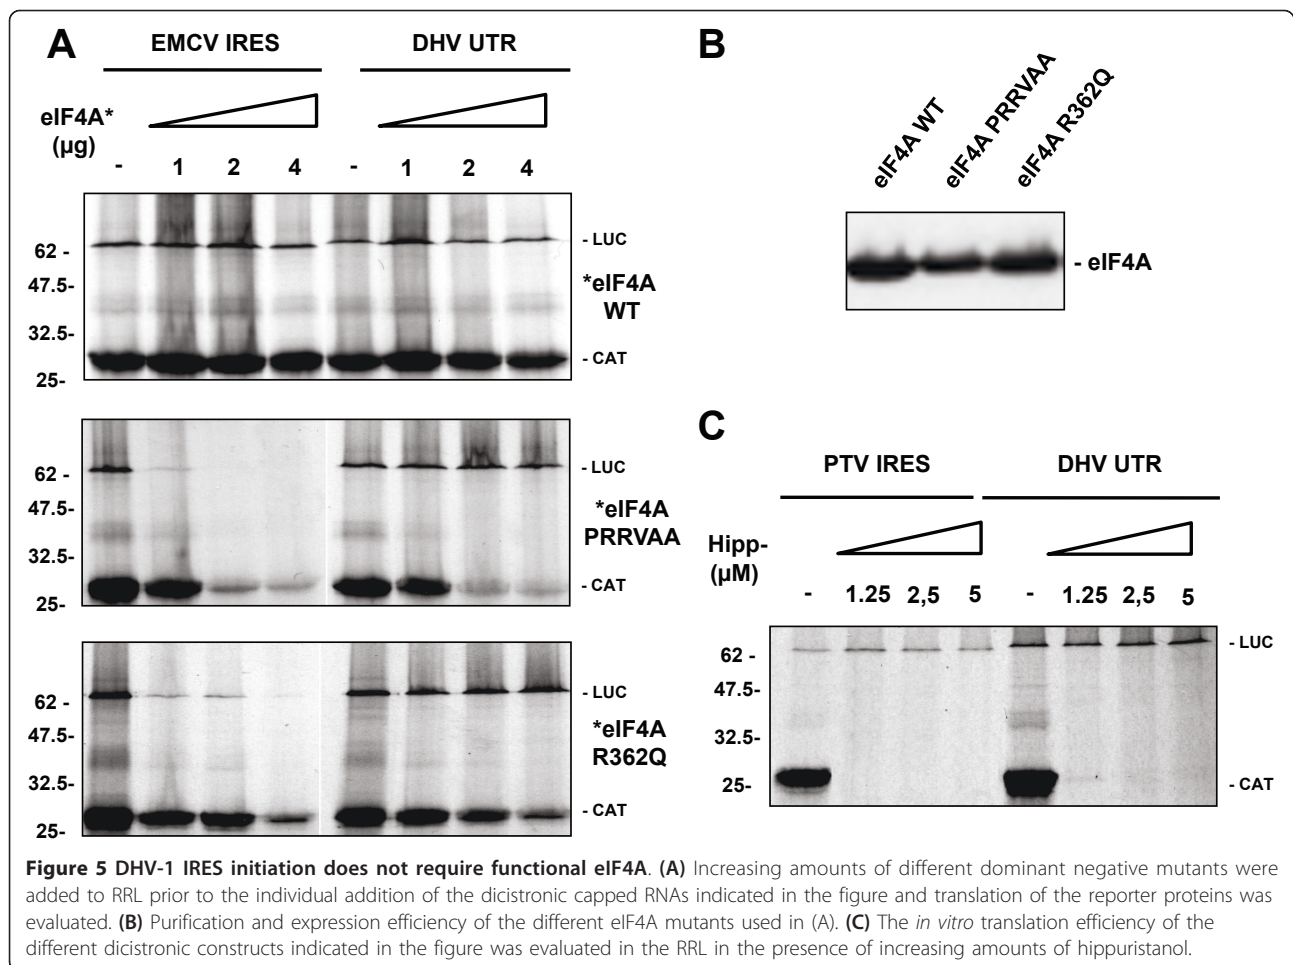 A
EMCV IRES
DHV UTR
eIF4A*
(µg)
- 1 2 4 - 1 2 4
62 -
47.5-
32.5-
25-
- LUC
*eIF4A
WT
- CAT
62 -
47.5-
32.5-
25-
- LUC
*eIF4A
PRRVAA
- CAT
62 -
47.5-
32.5-
25-
- LUC
*eIF4A
R362Q
- CAT
B
eIF4A WT
eIF4A PRRVAA
eIF4A R362Q
- eIF4A
C
PTV IRES
DHV UTR
Hipp-
(µM)
- 1.25 2,5 5 - 1.25 2,5 5
62 -
47.5-
32.5-
25-
- LUC
- CAT
Figure 5 DHV-1 IRES initiation does not require functional eIF4A. (A) Increasing amounts of different dominant negative mutants were
added to RRL prior to the individual addition of the dicistronic capped RNAs indicated in the figure and translation of the reporter proteins was
evaluated. (B) Purification and expression efficiency of the different eIF4A mutants used in (A). (C) The in vitro translation efficiency of the
different dicistronic constructs indicated in the figure was evaluated in the RRL in the presence of increasing amounts of hippuristanol.